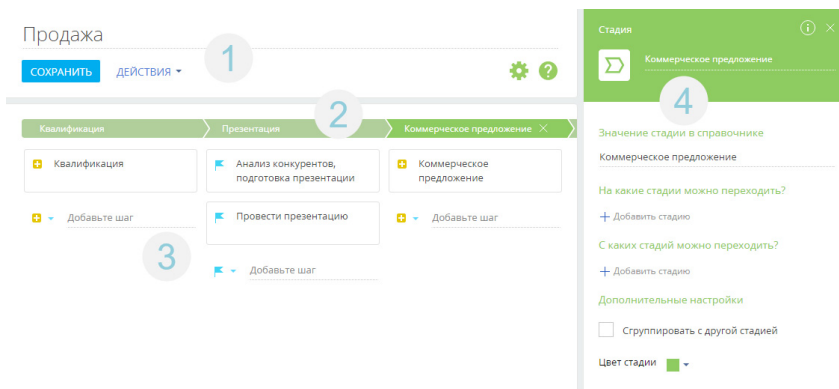 Продажа
1
СОХРАНИТЬ ДЕЙСТВИЯ
2
Квалификация Презентация Коммерческое предложение
Квалификация
Анализ конкурентов,
подготовка презентации
Коммерческое
предложение
Добавьте шаг
Провести презентацию
Добавьте шаг
3
Добавьте шаг
Стадия
Коммерческое предложение
4
Значение стадии в справочнике
Коммерческое предложение
На какие стадии можно переходить?
Добавить стадию
С каких стадий можно переходить?
Добавить стадию
Дополнительные настройки
Сгруппировать с другой стадией
Цвет стадии